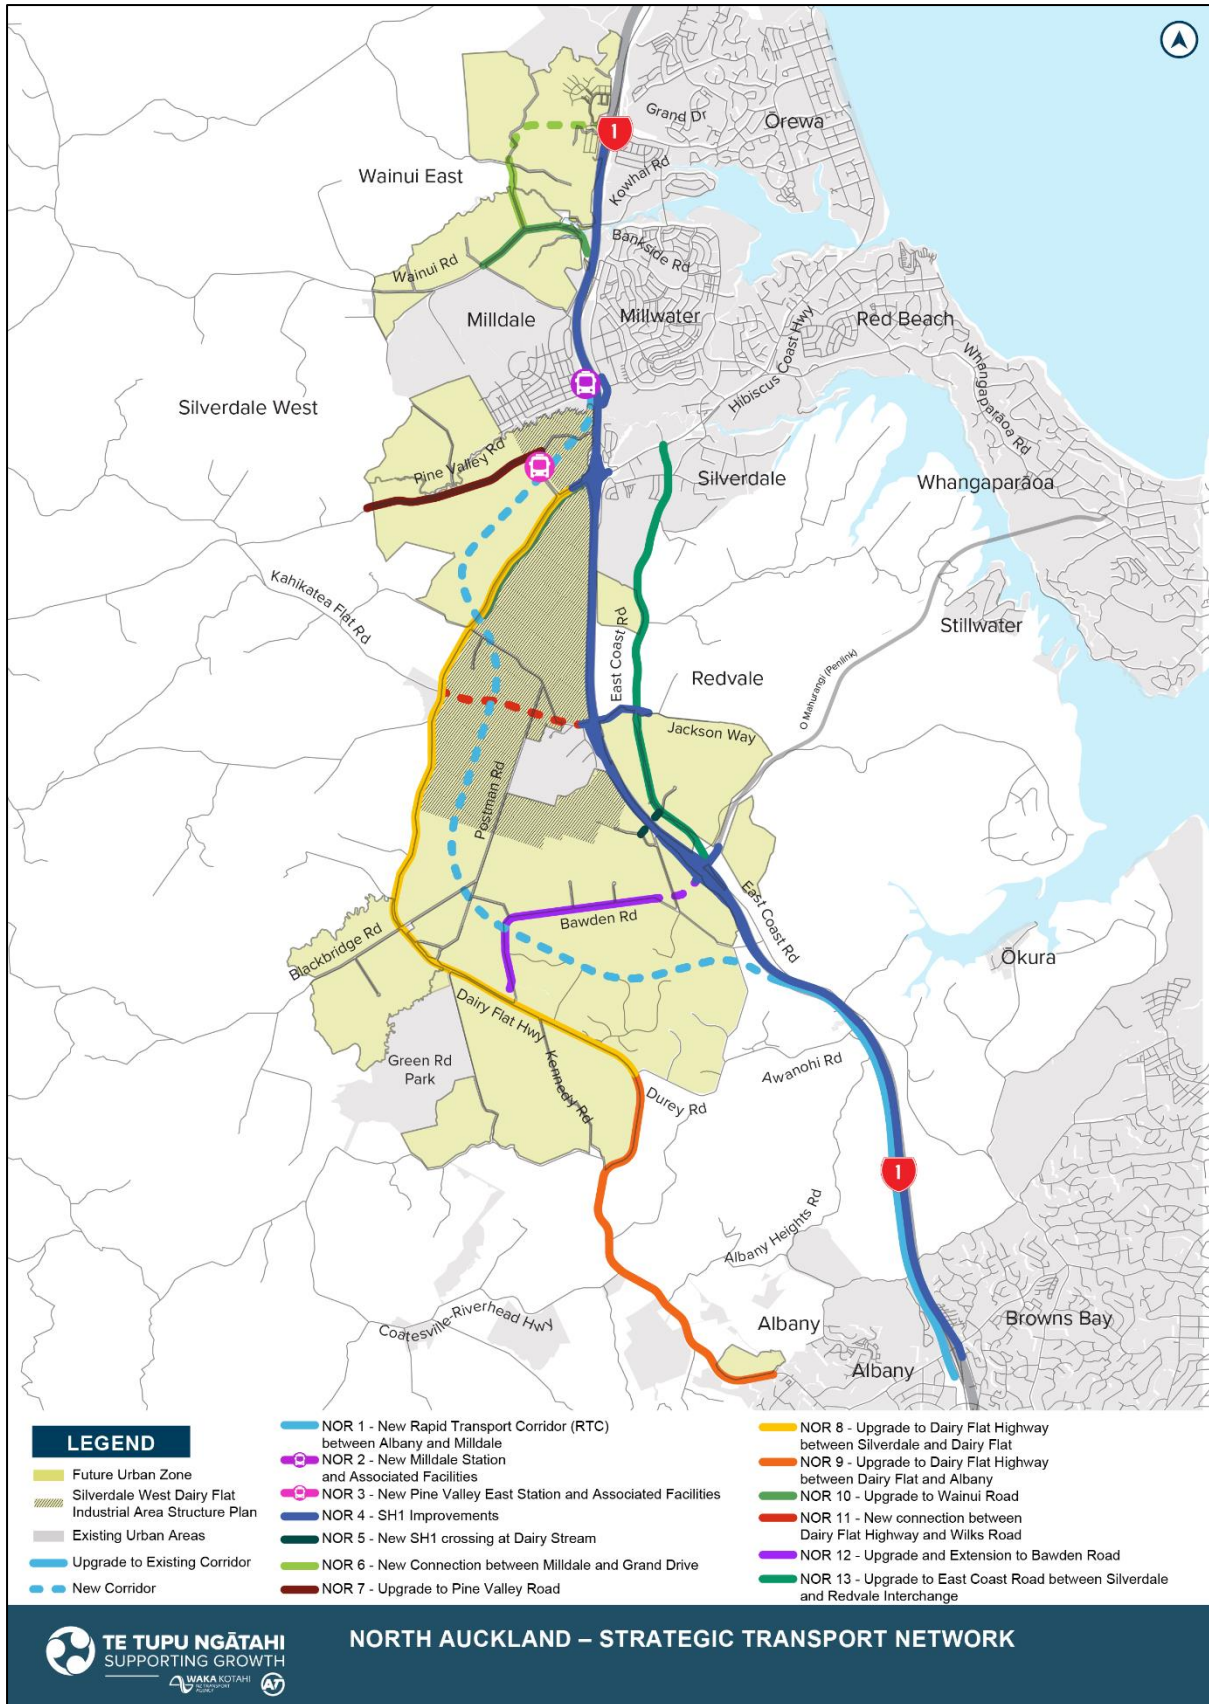 1
Grand Dr
Ōrewa
Wainui East
Kowhai Rd
Bankside Rd
Wainui Rd
Milldale
Millwater
Hibiscus Coast Hwy
Red Beach
Whangaparāoa Rd
Silverdale West
Pine Valley Rd
Silverdale
Whangaparāoa
Kahikatea Flat Rd
East Coast Rd
Stillwater
Redvale
O Mahurangi (Penlink)
Jackson Way
Postman Rd
Bawden Rd
East Coast Rd
Blackbridge Rd
Ōkura
Dairy Flat Hwy
Green Rd
Park
Kennedy Rd
Awanohi Rd
Durey Rd
1
Albany Heights Rd
Coatesville-Riverhead Hwy
Albany
Browns Bay
Albany
LEGEND
Future Urban Zone
Silverdale West Dairy Flat
Industrial Area Structure Plan
Existing Urban Areas
Upgrade to Existing Corridor
New Corridor
NOR 1 - New Rapid Transport Corridor (RTC)
between Albany and Milldale
NOR 2 - New Milldale Station
and Associated Facilities
NOR 3 - New Pine Valley East Station and Associated Facilities
NOR 4 - SH1 Improvements
NOR 5 - New SH1 crossing at Dairy Stream
NOR 6 - New Connection between Milldale and Grand Drive
NOR 7 - Upgrade to Pine Valley Road
NOR 8 - Upgrade to Dairy Flat Highway
between Silverdale and Dairy Flat
NOR 9 - Upgrade to Dairy Flat Highway
between Dairy Flat and Albany
NOR 10 - Upgrade to Wainui Road
NOR 11 - New connection between
Dairy Flat Highway and Wilks Road
NOR 12 - Upgrade and Extension to Bawden Road
NOR 13 - Upgrade to East Coast Road between Silverdale
and Redvale Interchange
TE TUPU NGĀTAHI
SUPPORTING GROWTH
WAKA KOTAHI
NZ TRANSPORT
AGENCY
AT
NORTH AUCKLAND – STRATEGIC TRANSPORT NETWORK